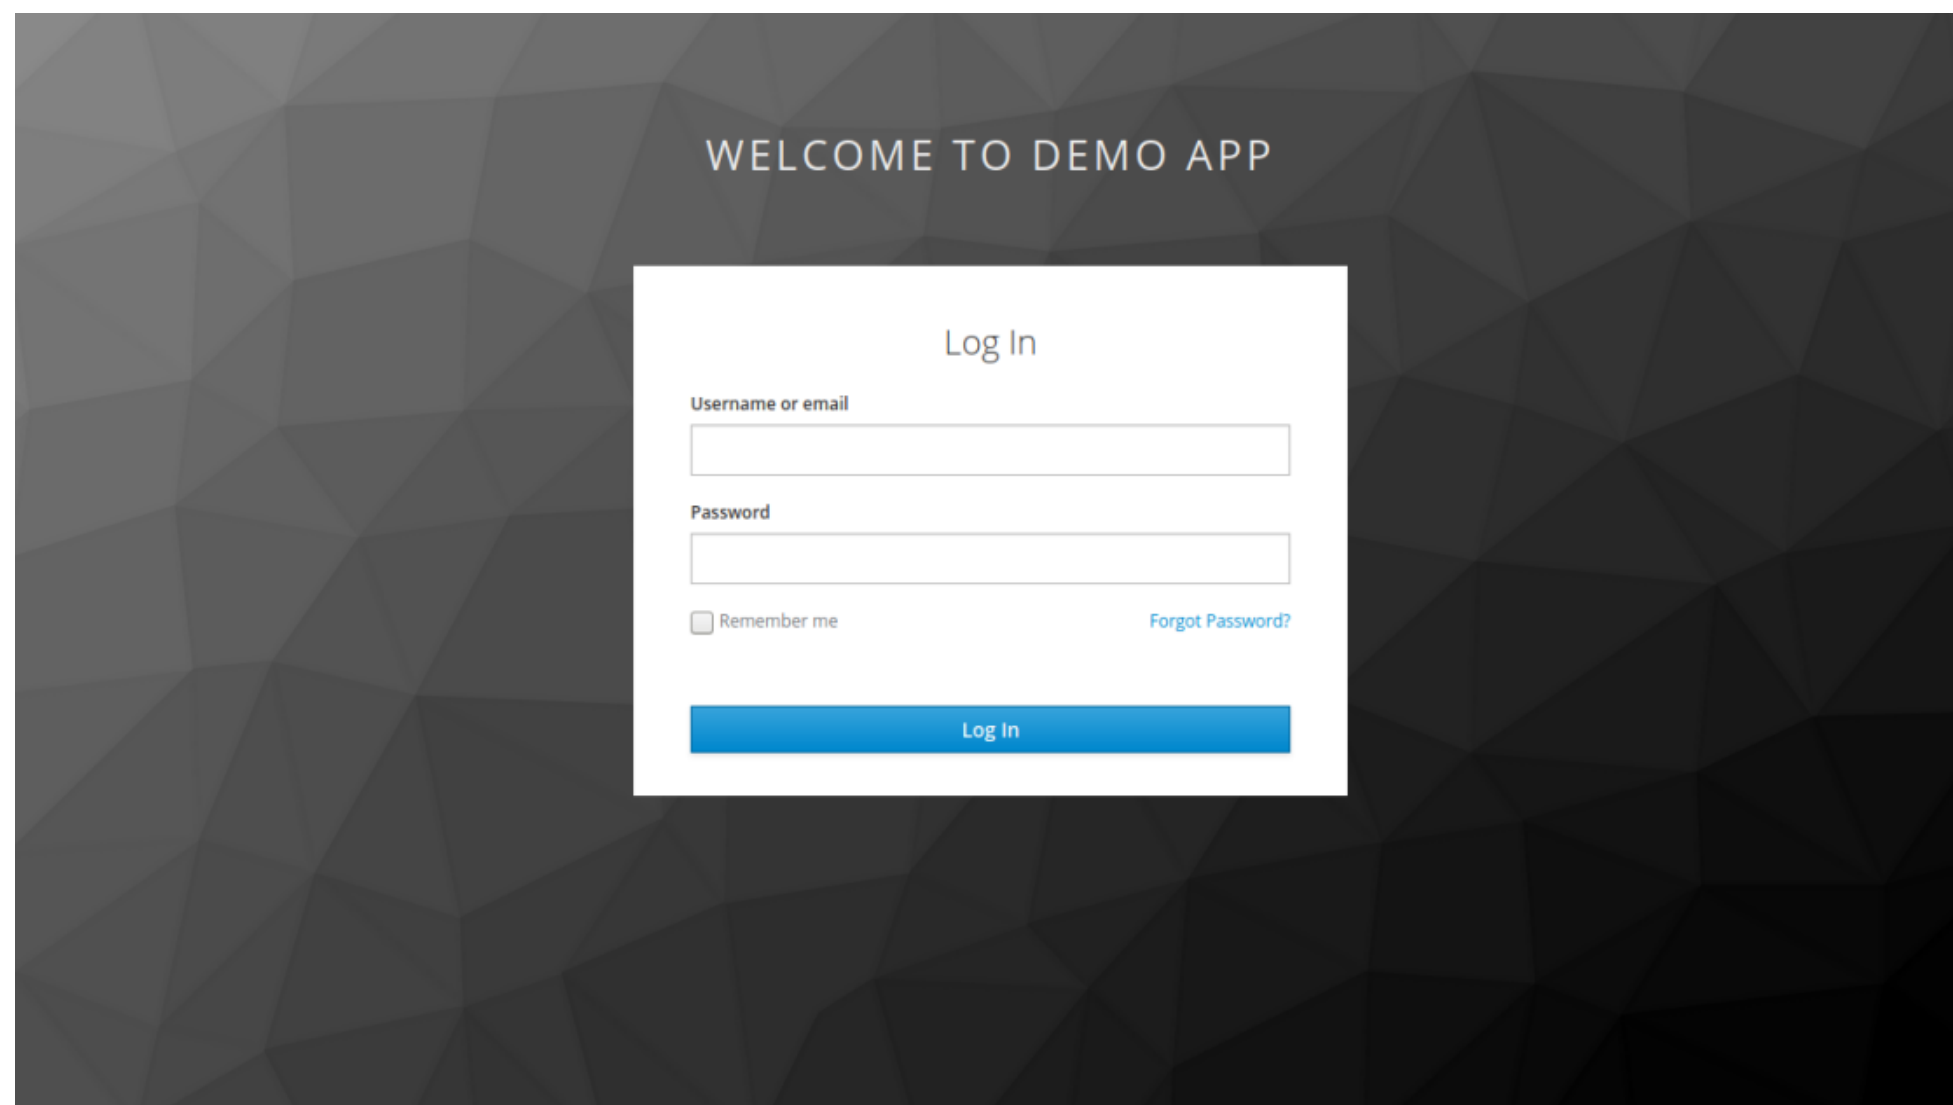 WELCOME TO DEMO APP
Log In
Username or email
Password
Remember me
Forgot Password?
Log In